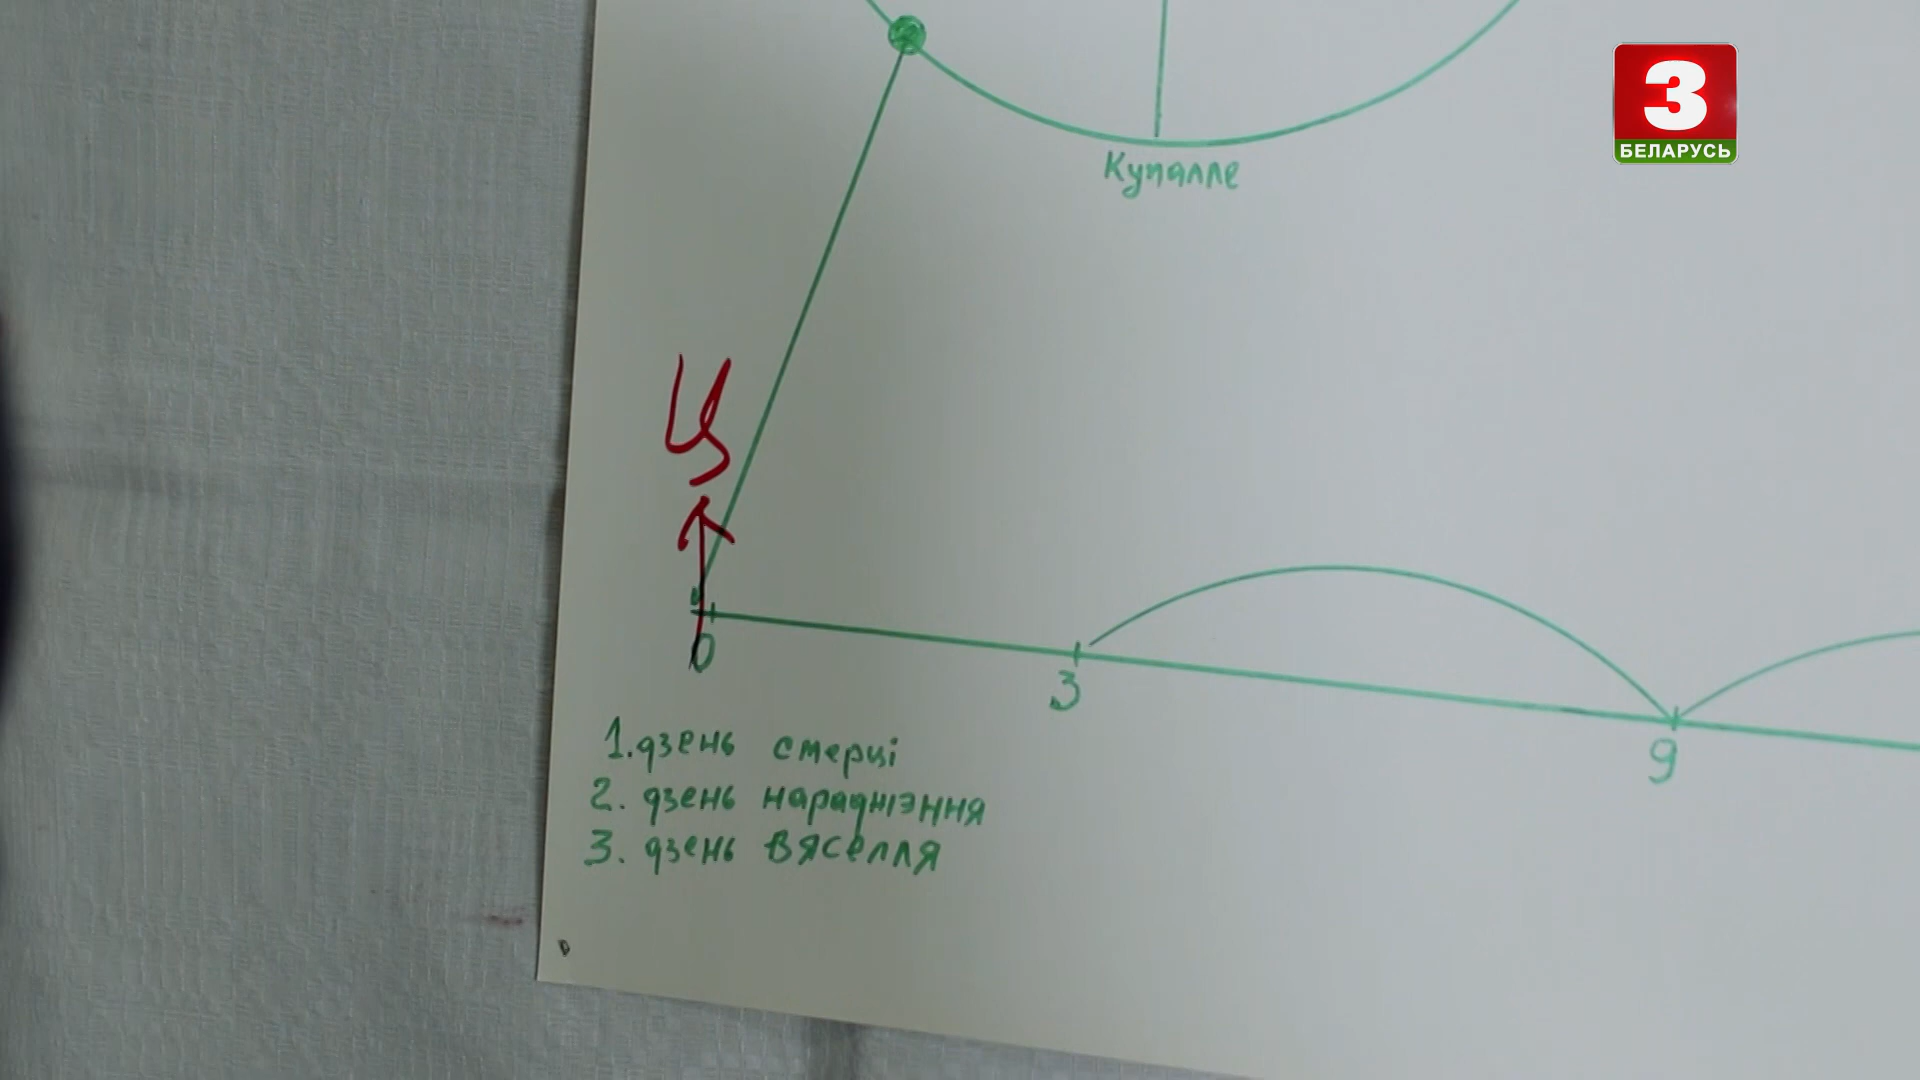 3
БЕЛАРУСЬ
Купалле
Ц
0
3
9
1. дзень смерці
2. дзень нараджэння
3. дзень вяселля